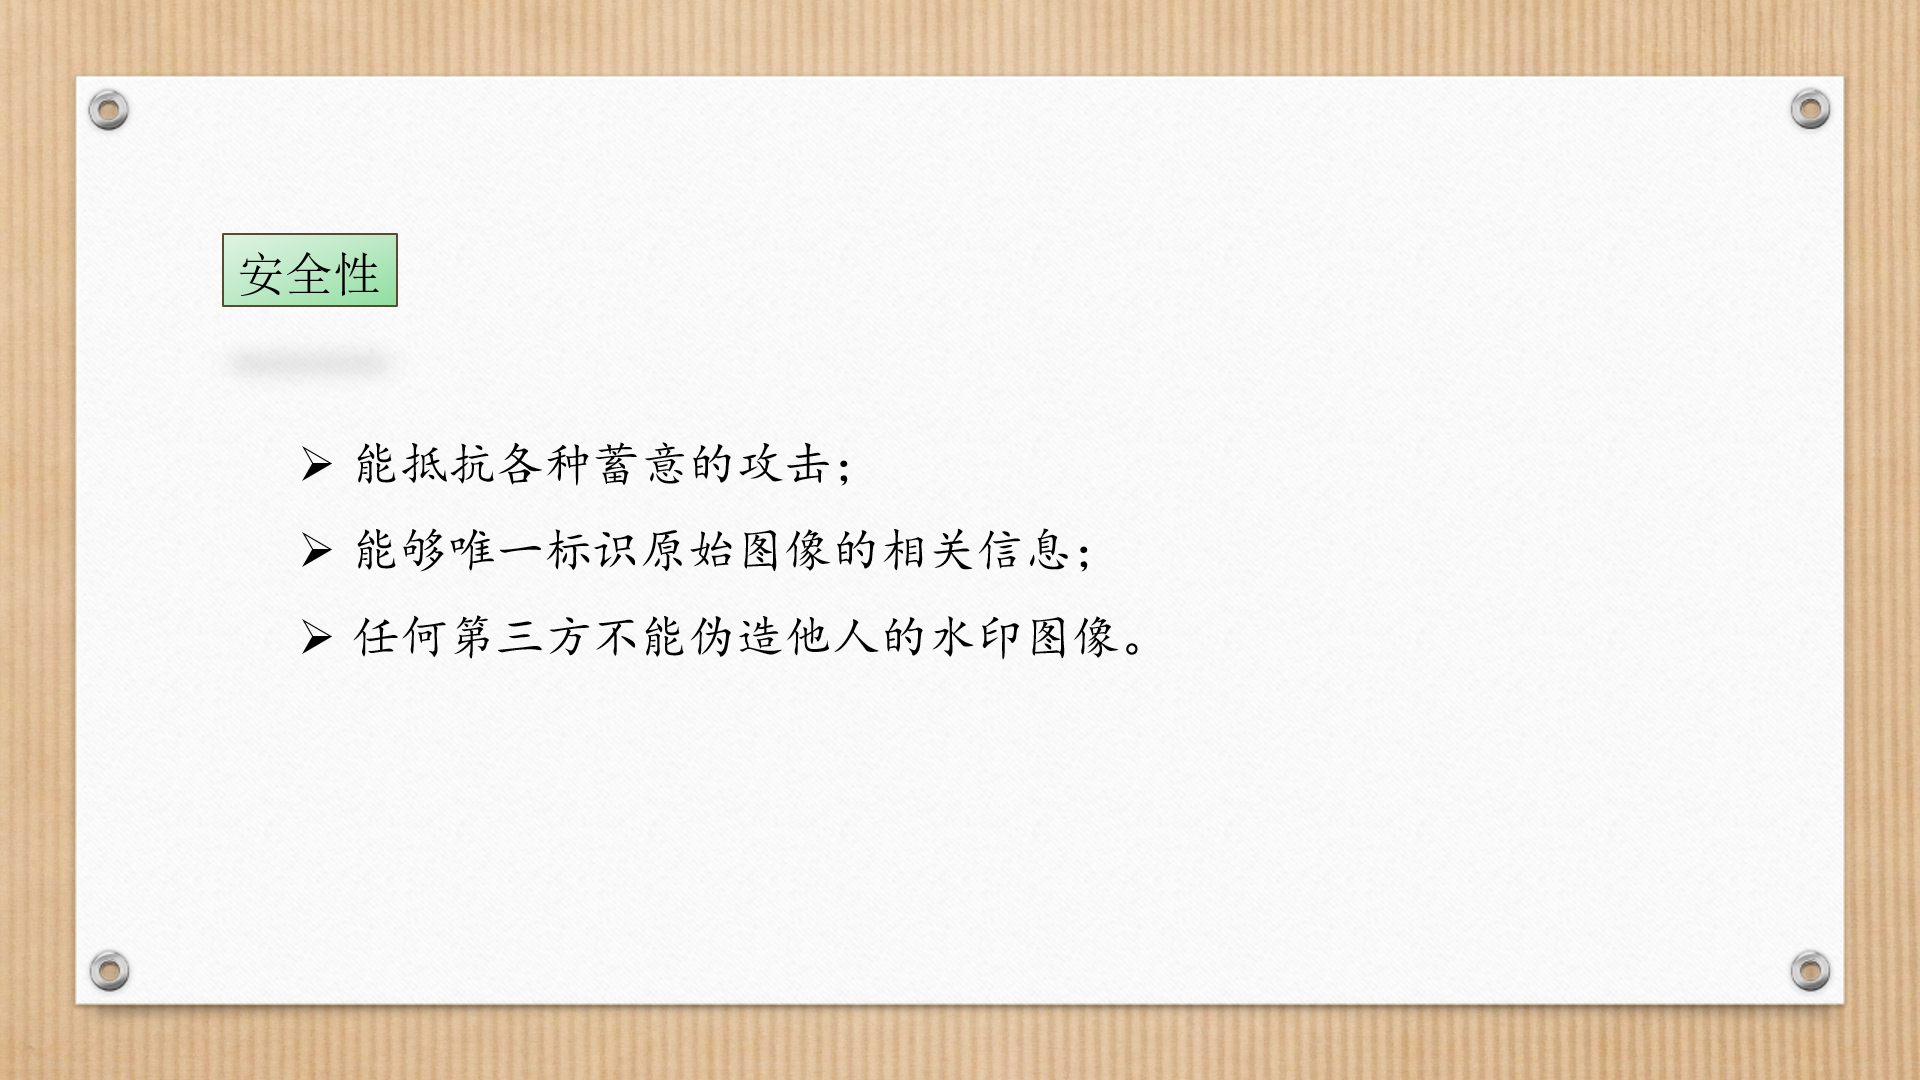 安全性
➢ 能抵抗各种蓄意的攻击；
➢ 能够唯一标识原始图像的相关信息；
➢ 任何第三方不能伪造他人的水印图像。